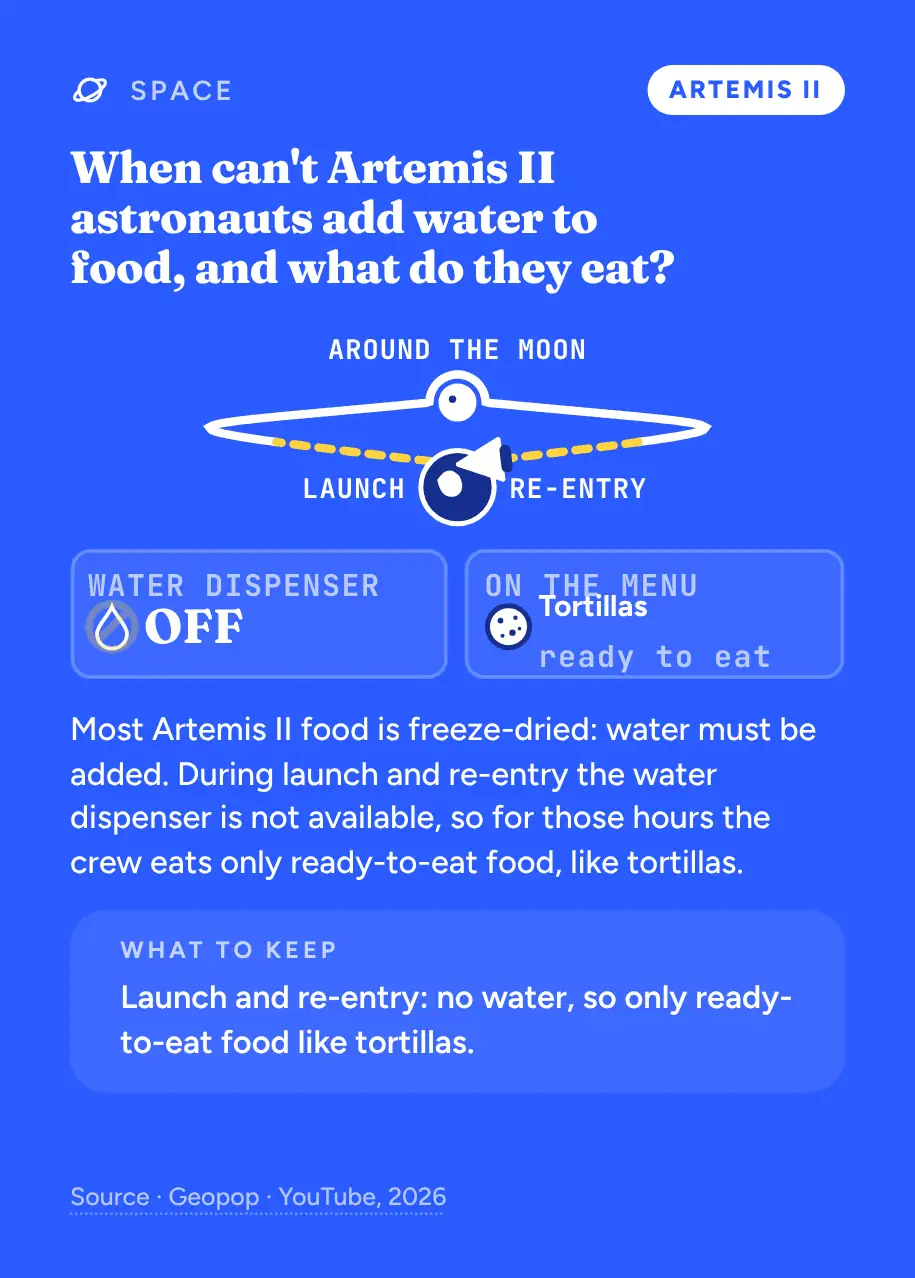 SPACE
ARTEMIS II
When can't Artemis II
astronauts add water to
food, and what do they eat?
AROUND THE MOON
LAUNCH
RE-ENTRY
WATER DISPENSER
OFF
ON THE MENU
Tortillas
ready to eat
Most Artemis II food is freeze-dried: water must be
added. During launch and re-entry the water
dispenser is not available, so for those hours the
crew eats only ready-to-eat food, like tortillas.
WHAT TO KEEP
Launch and re-entry: no water, so only ready-
to-eat food like tortillas.
Source · Geopop · YouTube, 2026